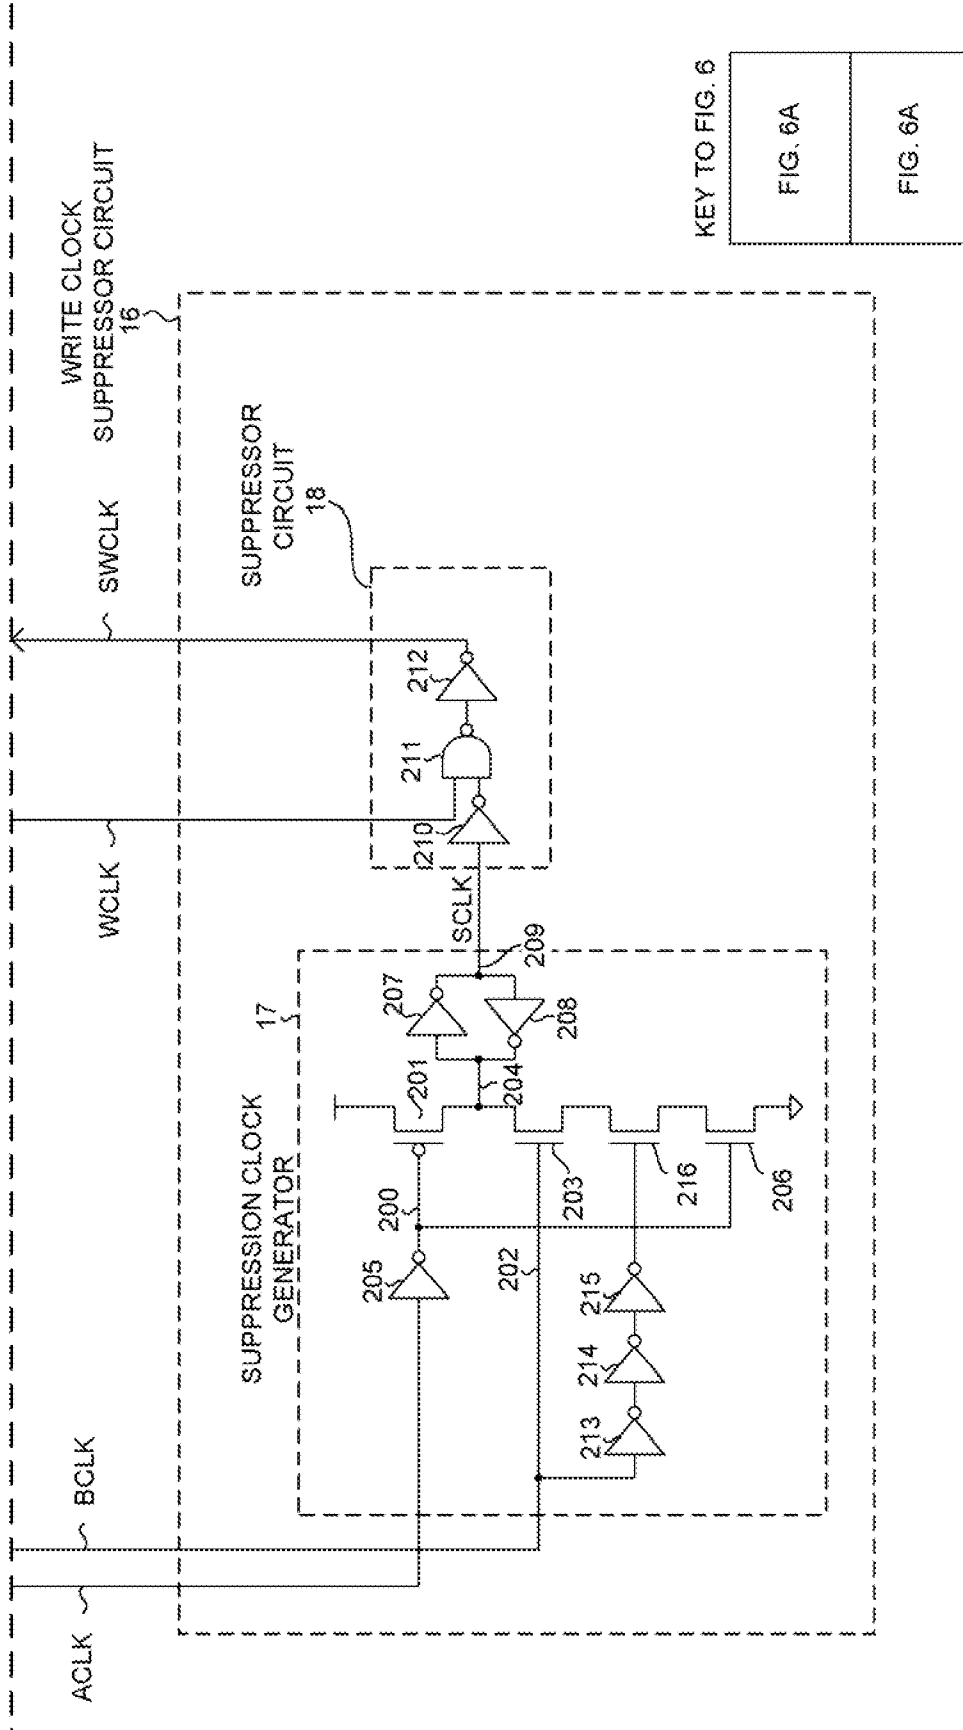 ACLK
BCLK
WCLK
SWCLK
WRITE CLOCK
SUPPRESSOR CIRCUIT
16
SUPPRESSION CLOCK
GENERATOR
17
SUPPRESSOR
CIRCUIT
18
205
200
201
207
210
211
212
SCLK
209
202
203
204
208
213
214
215
216
206
KEY TO FIG. 6
FIG. 6A
FIG. 6A